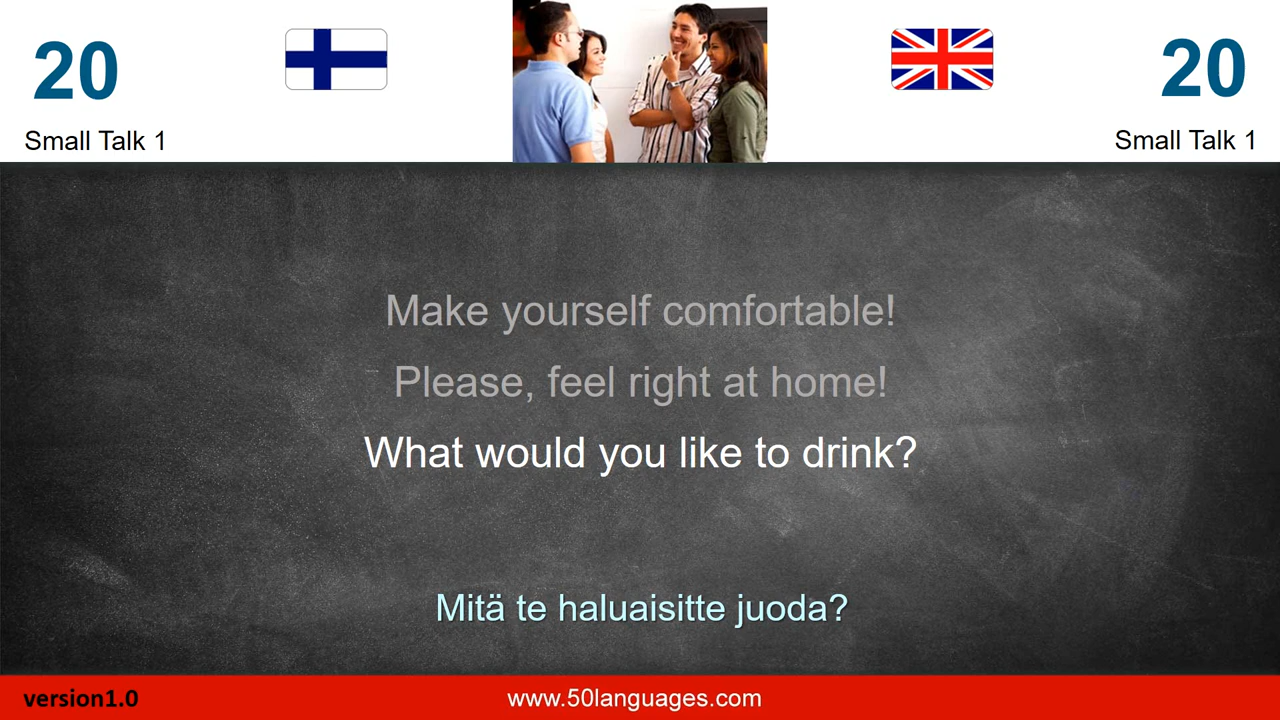 20
20
Small Talk 1
Small Talk 1
Make yourself comfortable!
Please, feel right at home!
What would you like to drink?
Mitä te haluaisitte juoda?
version1.0
www.50languages.com